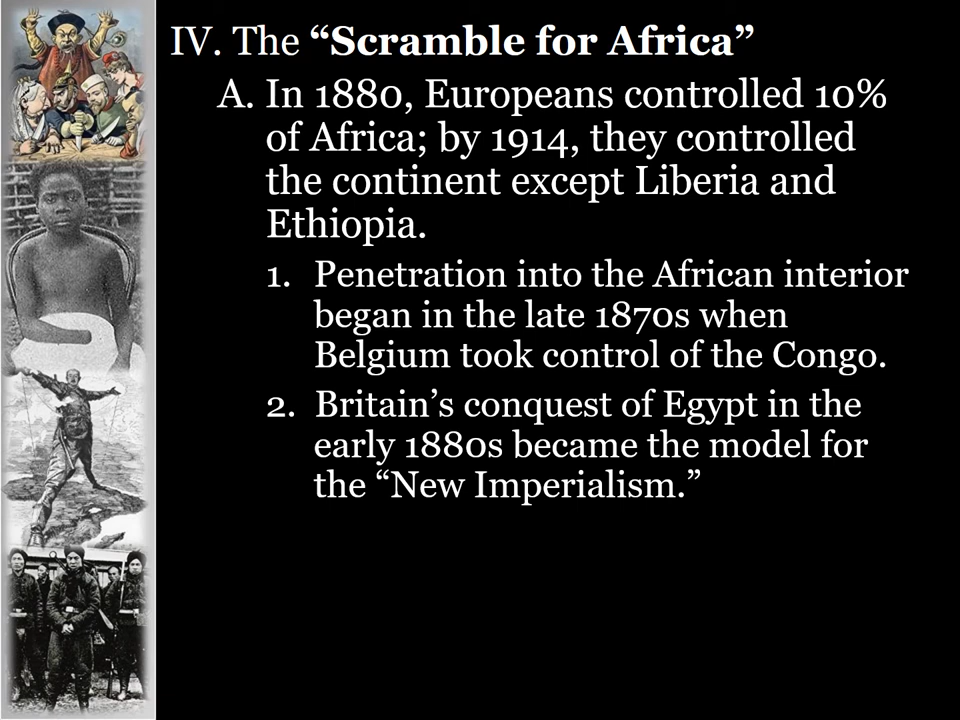 IV. The “Scramble for Africa”
A. In 1880, Europeans controlled 10%
of Africa; by 1914, they controlled
the continent except Liberia and
Ethiopia.
1. Penetration into the African interior
began in the late 1870s when
Belgium took control of the Congo.
2. Britain’s conquest of Egypt in the
early 1880s became the model for
the “New Imperialism.”